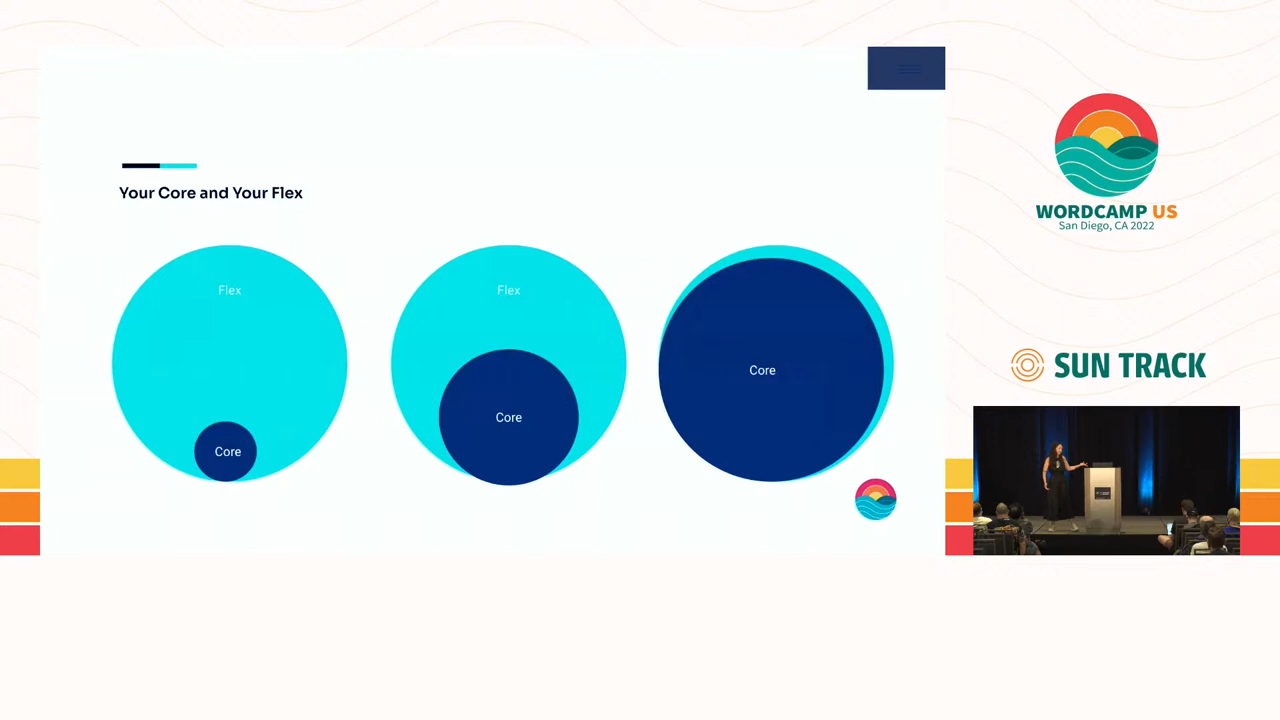 Your Core and Your Flex
Flex
Core
Flex
Core
Core
WORDCAMP US
San Diego, CA 2022
SUN TRACK